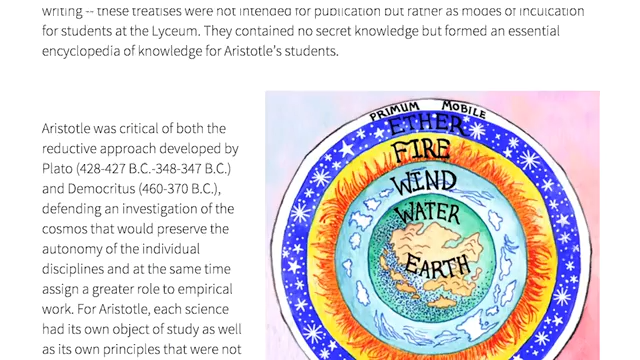 writing -- these treatises were not intended for publication but rather as modes of inculcation
for students at the Lyceum. They contained no secret knowledge but formed an essential
encyclopedia of knowledge for Aristotle's students.
Aristotle was critical of both the
reductive approach developed by
Plato (428-427 B.C.-348-347 B.C.)
and Democritus (460-370 B.C.),
defending an investigation of the
cosmos that would preserve the
autonomy of the individual
disciplines and at the same time
assign a greater role to empirical
work. For Aristotle, each science
had its own object of study as well
as its own principles that were not
PRIMUM MOBILE
ETHER
FIRE
WIND
WATER
EARTH